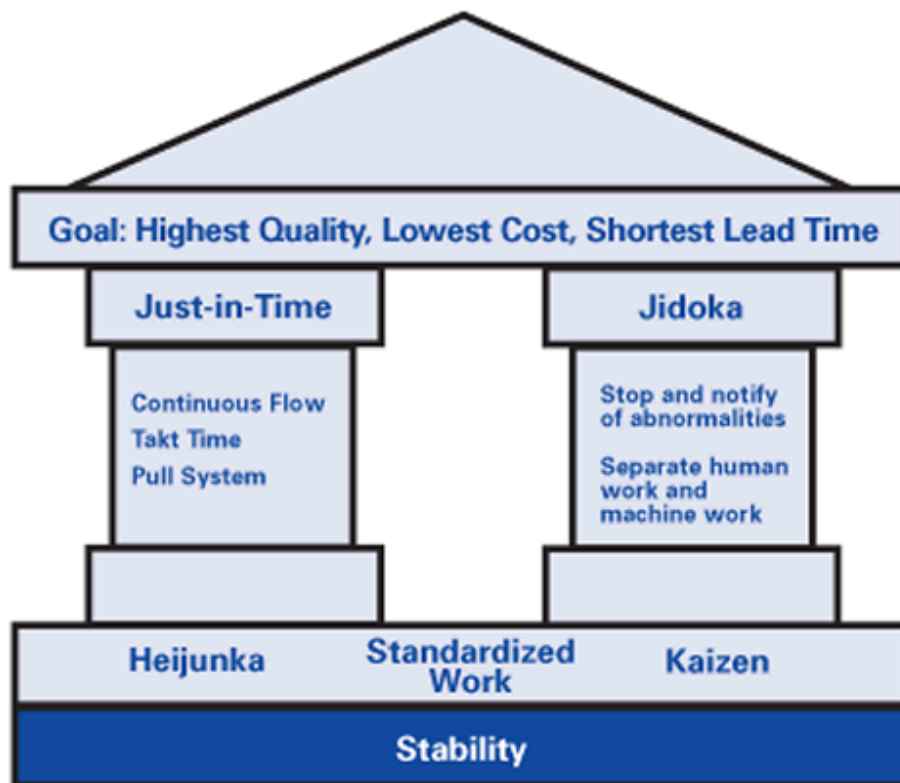 Goal: Highest Quality, Lowest Cost, Shortest Lead Time
Just-in-Time
Continuous Flow
Takt Time
Pull System
Jidoka
Stop and notify
of abnormalities
Separate human
work and
machine work
Heijunka
Standardized
Work
Kaizen
Stability